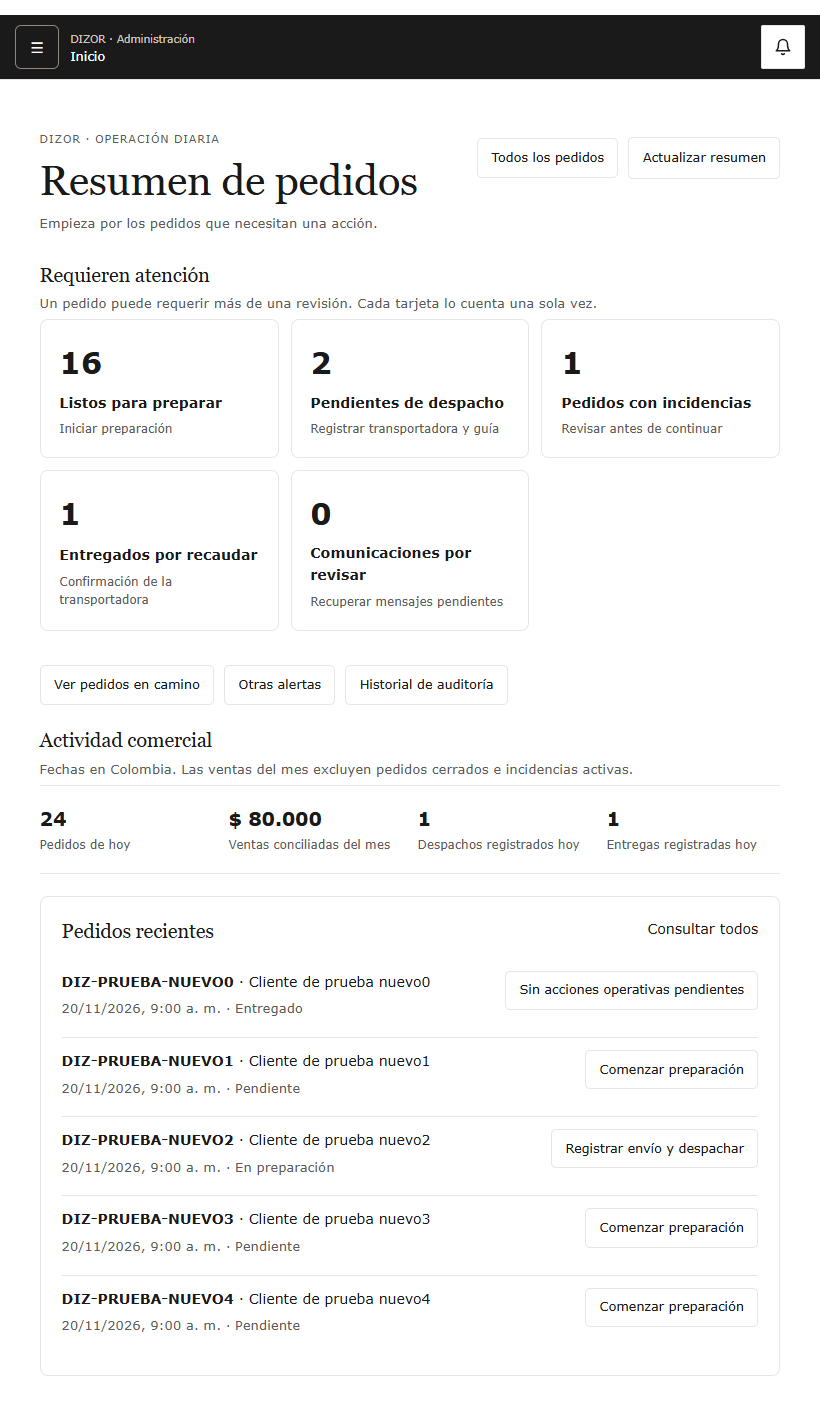 DIZOR · Administración
Inicio
DIZOR · OPERACIÓN DIARIA
Resumen de pedidos
Empieza por los pedidos que necesitan una acción.
Todos los pedidos
Actualizar resumen
Requieren atención
Un pedido puede requerir más de una revisión. Cada tarjeta lo cuenta una sola vez.
16
Listos para preparar
Iniciar preparación
2
Pendientes de despacho
Registrar transportadora y guía
1
Pedidos con incidencias
Revisar antes de continuar
1
Entregados por recaudar
Confirmación de la
transportadora
0
Comunicaciones por
revisar
Recuperar mensajes pendientes
Ver pedidos en camino
Otras alertas
Historial de auditoría
Actividad comercial
Fechas en Colombia. Las ventas del mes excluyen pedidos cerrados e incidencias activas.
24
Pedidos de hoy
$ 80.000
Ventas conciliadas del mes
1
Despachos registrados hoy
1
Entregas registradas hoy
Pedidos recientes
Consultar todos
DIZ-PRUEBA-NUEVO0 · Cliente de prueba nuevo0
20/11/2026, 9:00 a. m. · Entregado
Sin acciones operativas pendientes
DIZ-PRUEBA-NUEVO1 · Cliente de prueba nuevo1
20/11/2026, 9:00 a. m. · Pendiente
Comenzar preparación
DIZ-PRUEBA-NUEVO2 · Cliente de prueba nuevo2
20/11/2026, 9:00 a. m. · En preparación
Registrar envío y despachar
DIZ-PRUEBA-NUEVO3 · Cliente de prueba nuevo3
20/11/2026, 9:00 a. m. · Pendiente
Comenzar preparación
DIZ-PRUEBA-NUEVO4 · Cliente de prueba nuevo4
20/11/2026, 9:00 a. m. · Pendiente
Comenzar preparación